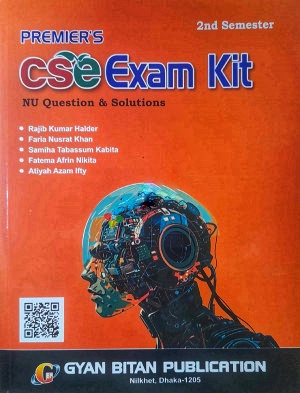 2nd Semester
PREMIER'S
cse Exam Kit
NU Question & Solutions
Rajib Kumar Halder
Faria Nusrat Khan
Samiha Tabassum Kabita
Fatema Afrin Nikita
Atiyah Azam Ifty
GYAN BITAN PUBLICATION
Nilkhet, Dhaka-1205